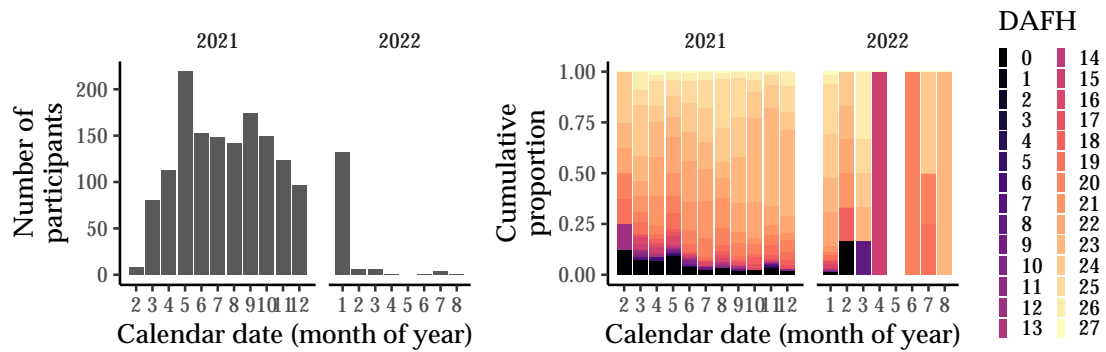 2021 2022
200
150
100
50
0
Number of
participants
2 3 4 5 6 7 8 9 10 11 12 1 2 3 4 5 6 7 8
Calendar date (month of year)
2021 2022
1.00
0.75
0.50
0.25
0.00
Cumulative
proportion
2 3 4 5 6 7 8 9 10 11 12 1 2 3 4 5 6 7 8
Calendar date (month of year)
DAFH
0 14
1 15
2 16
3 17
4 18
5 19
6 20
7 21
8 22
9 23
10 24
11 25
12 26
13 27